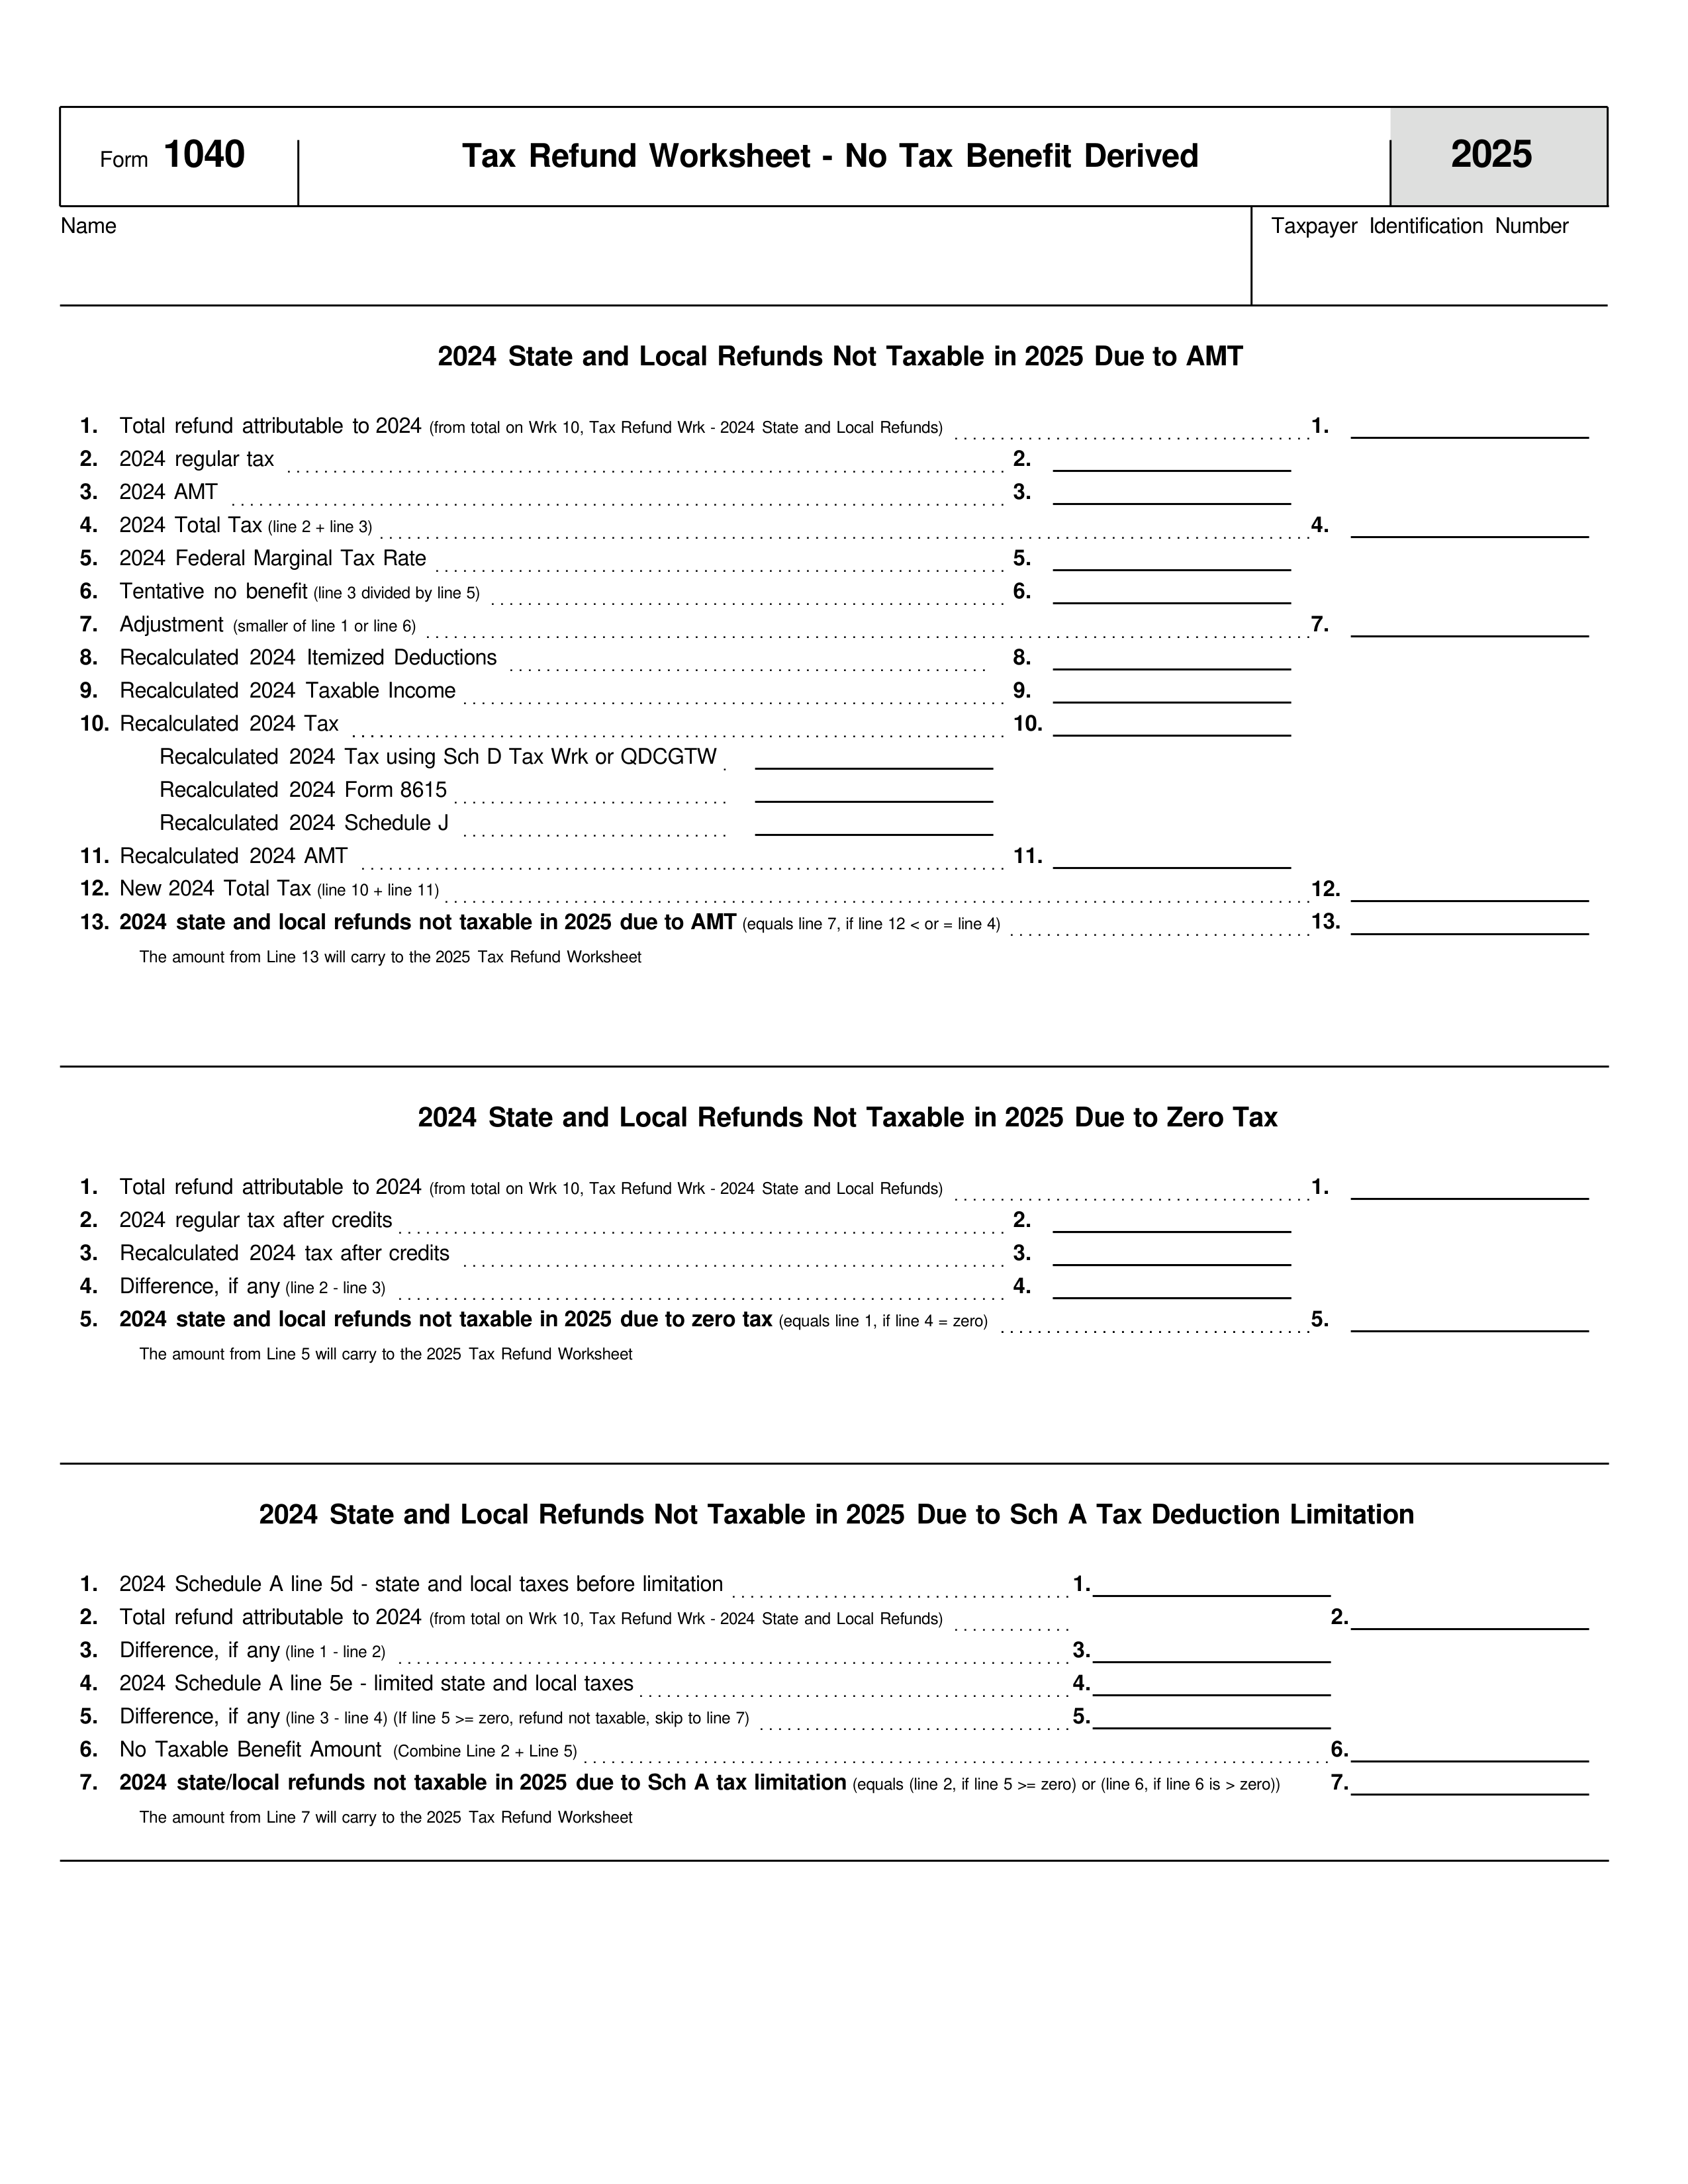 Form 1040
Tax Refund Worksheet - No Tax Benefit Derived
2025
Name
Taxpayer Identification Number
2024 State and Local Refunds Not Taxable in 2025 Due to AMT
1. Total refund attributable to 2024 (from total on Wrk 10, Tax Refund Wrk - 2024 State and Local Refunds) 1.
2. 2024 regular tax 2.
3. 2024 AMT 3.
4. 2024 Total Tax (line 2 + line 3) 4.
5. 2024 Federal Marginal Tax Rate 5.
6. Tentative no benefit (line 3 divided by line 5) 6.
7. Adjustment (smaller of line 1 or line 6) 7.
8. Recalculated 2024 Itemized Deductions 8.
9. Recalculated 2024 Taxable Income 9.
10. Recalculated 2024 Tax 10.
Recalculated 2024 Tax using Sch D Tax Wrk or QDCGTW
Recalculated 2024 Form 8615
Recalculated 2024 Schedule J
11. Recalculated 2024 AMT 11.
12. New 2024 Total Tax (line 10 + line 11) 12.
13. 2024 state and local refunds not taxable in 2025 due to AMT (equals line 7, if line 12 < or = line 4) 13.
The amount from Line 13 will carry to the 2025 Tax Refund Worksheet
2024 State and Local Refunds Not Taxable in 2025 Due to Zero Tax
1. Total refund attributable to 2024 (from total on Wrk 10, Tax Refund Wrk - 2024 State and Local Refunds) 1.
2. 2024 regular tax after credits 2.
3. Recalculated 2024 tax after credits 3.
4. Difference, if any (line 2 - line 3) 4.
5. 2024 state and local refunds not taxable in 2025 due to zero tax (equals line 1, if line 4 = zero) 5.
The amount from Line 5 will carry to the 2025 Tax Refund Worksheet
2024 State and Local Refunds Not Taxable in 2025 Due to Sch A Tax Deduction Limitation
1. 2024 Schedule A line 5d - state and local taxes before limitation 1.
2. Total refund attributable to 2024 (from total on Wrk 10, Tax Refund Wrk - 2024 State and Local Refunds) 2.
3. Difference, if any (line 1 - line 2) 3.
4. 2024 Schedule A line 5e - limited state and local taxes 4.
5. Difference, if any (line 3 - line 4) (If line 5 >= zero, refund not taxable, skip to line 7) 5.
6. No Taxable Benefit Amount (Combine Line 2 + Line 5) 6.
7. 2024 state/local refunds not taxable in 2025 due to Sch A tax limitation (equals (line 2, if line 5 >= zero) or (line 6, if line 6 is > zero)) 7.
The amount from Line 7 will carry to the 2025 Tax Refund Worksheet